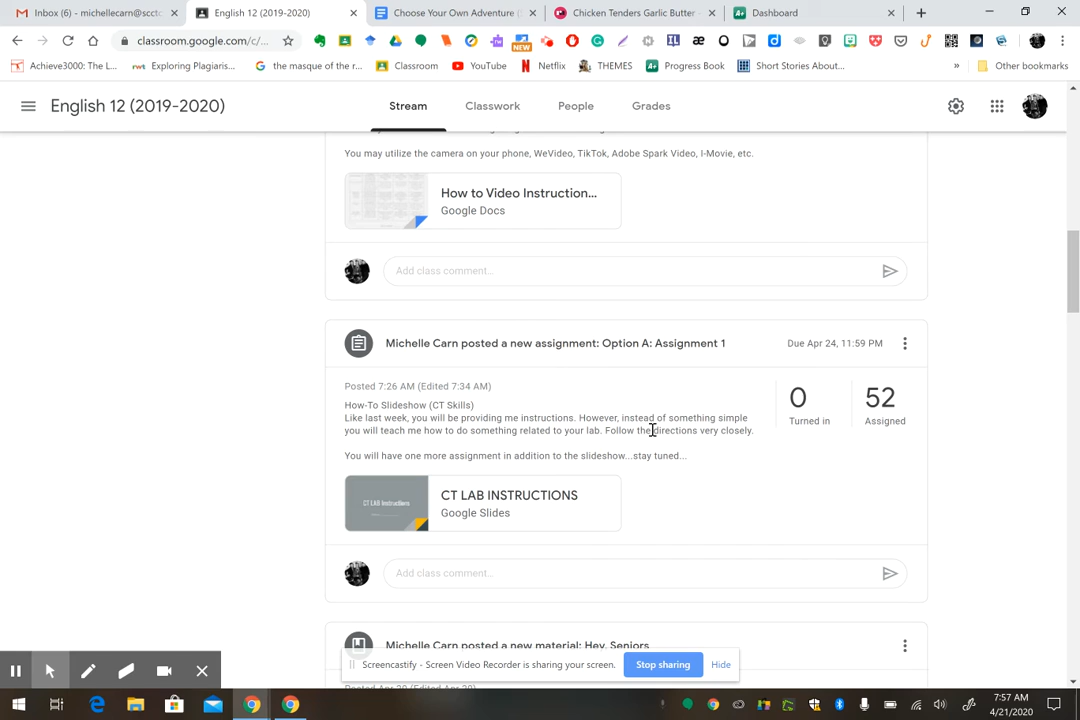 Inbox (6) - michellecarn@sccto
English 12 (2019-2020)
Choose Your Own Adventure (
Chicken Tenders Garlic Butter -
Dashboard
classroom.google.com/c/...
NEW
Achieve3000: The L...
rwt
Exploring Plagiaris...
the masque of the r...
Classroom
YouTube
Netflix
THEMES
Progress Book
Short Stories About...
Other bookmarks
English 12 (2019-2020)
Stream
Classwork
People
Grades
You may utilize the camera on your phone, WeVideo, TikTok, Adobe Spark Video, I-Movie, etc.
How to Video Instruction...
Google Docs
Add class comment...
Michelle Carn posted a new assignment: Option A: Assignment 1
Due Apr 24, 11:59 PM
Posted 7:26 AM (Edited 7:34 AM)
How-To Slideshow (CT Skills)
Like last week, you will be providing me instructions. However, instead of something simple
you will teach me how to do something related to your lab. Follow the directions very closely.
You will have one more assignment in addition to the slideshow...stay tuned...
0
Turned in
52
Assigned
CT LAB Instructions
CT LAB INSTRUCTIONS
Google Slides
Add class comment...
Michelle Carn posted a new material: Hey, Seniors
Screencastify - Screen Video Recorder is sharing your screen.
Stop sharing
Hide
7:57 AM
4/21/2020